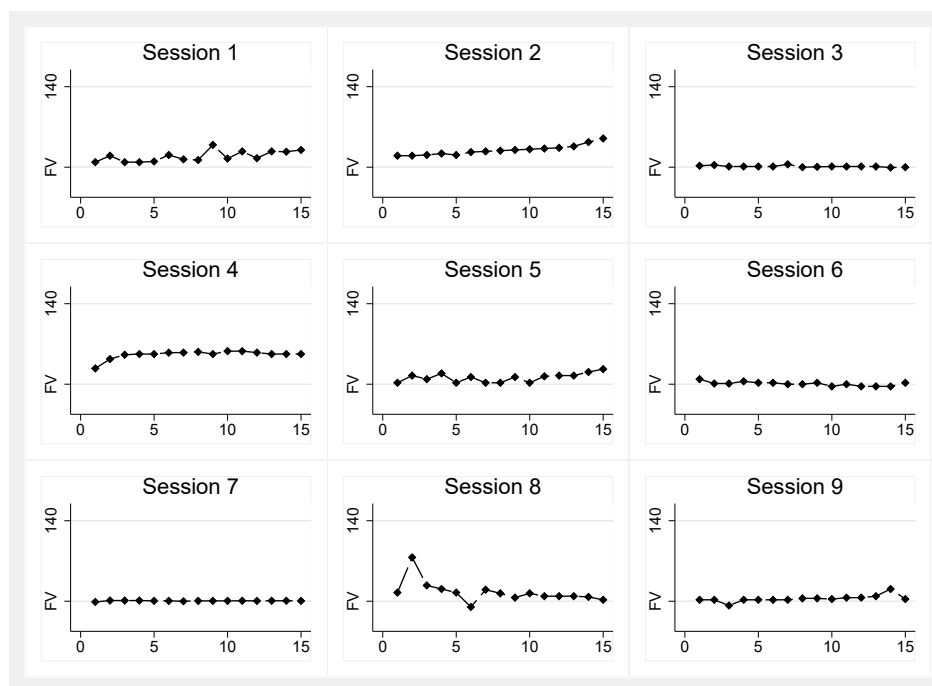 Session 1
140
FV
0 5 10 15
Session 2
140
FV
0 5 10 15
Session 3
140
FV
0 5 10 15
Session 4
140
FV
0 5 10 15
Session 5
140
FV
0 5 10 15
Session 6
140
FV
0 5 10 15
Session 7
140
FV
0 5 10 15
Session 8
140
FV
0 5 10 15
Session 9
140
FV
0 5 10 15